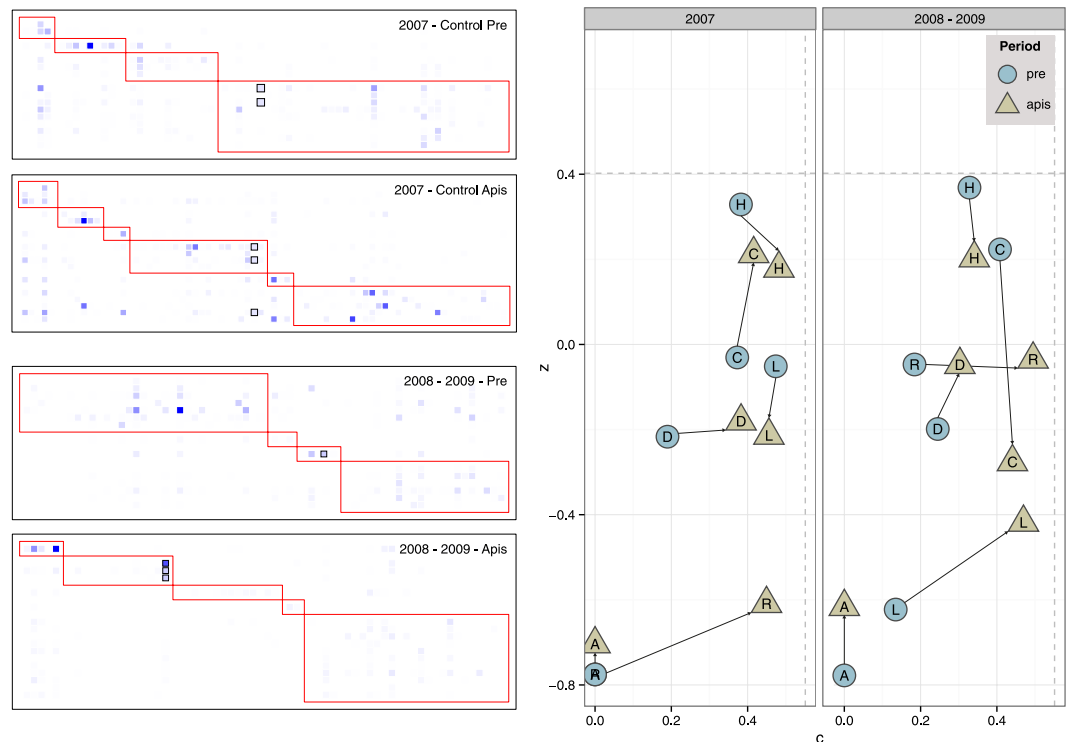 2007 - Control Pre
2007 - Control Apis
2008 - 2009 - Pre
2008 - 2009 - Apis
2007
2008 - 2009
Period
pre
apis
z
0.4
0.0
−0.4
−0.8
H
C
H
C
L
D
D
L
R
A
R
A
H
C
H
R
D
R
D
C
L
A
L
A
0.0
0.2
0.4
0.0
0.2
0.4
c